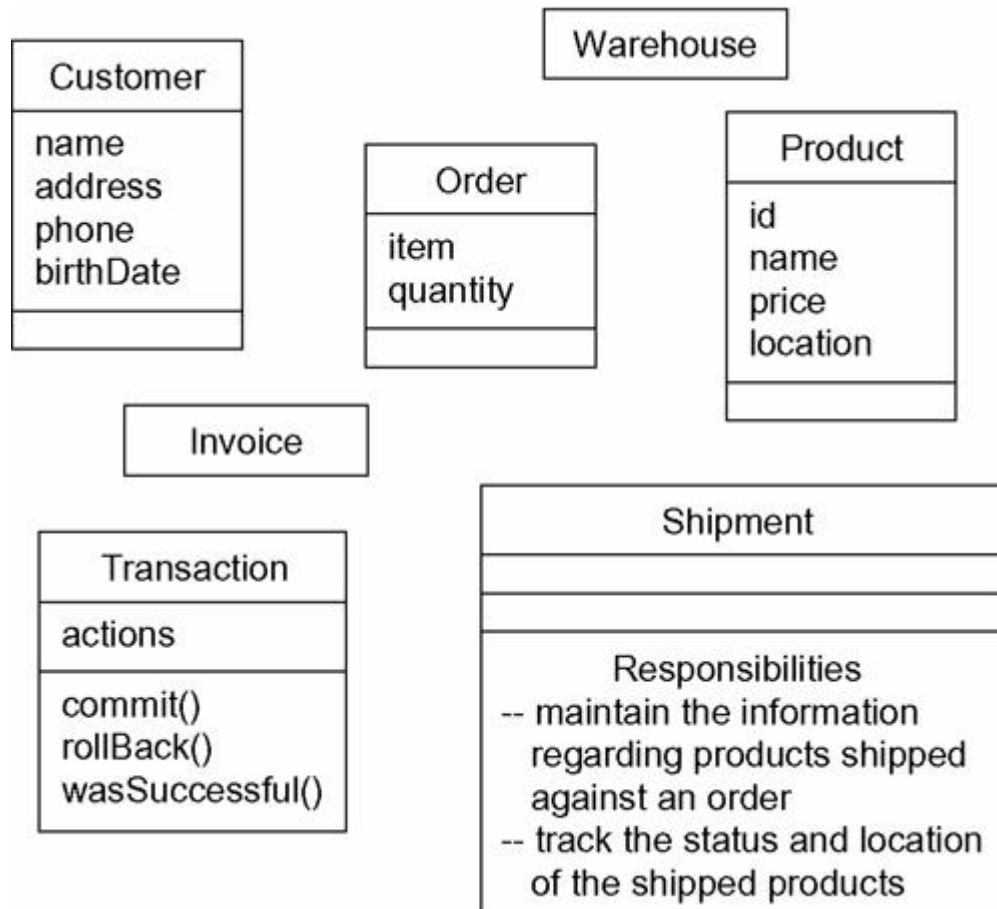 Warehouse
Customer
name
address
phone
birthDate
Order
item
quantity
Product
id
name
price
location
Invoice
Transaction
actions
commit()
rollBack()
wasSuccessful()
Shipment
Responsibilities
-- maintain the information
regarding products shipped
against an order
-- track the status and location
of the shipped products